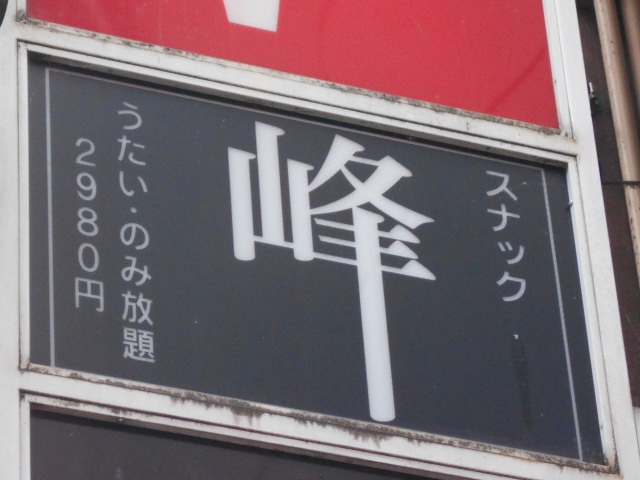 スナック
峰
うたい・のみ放題
2980円